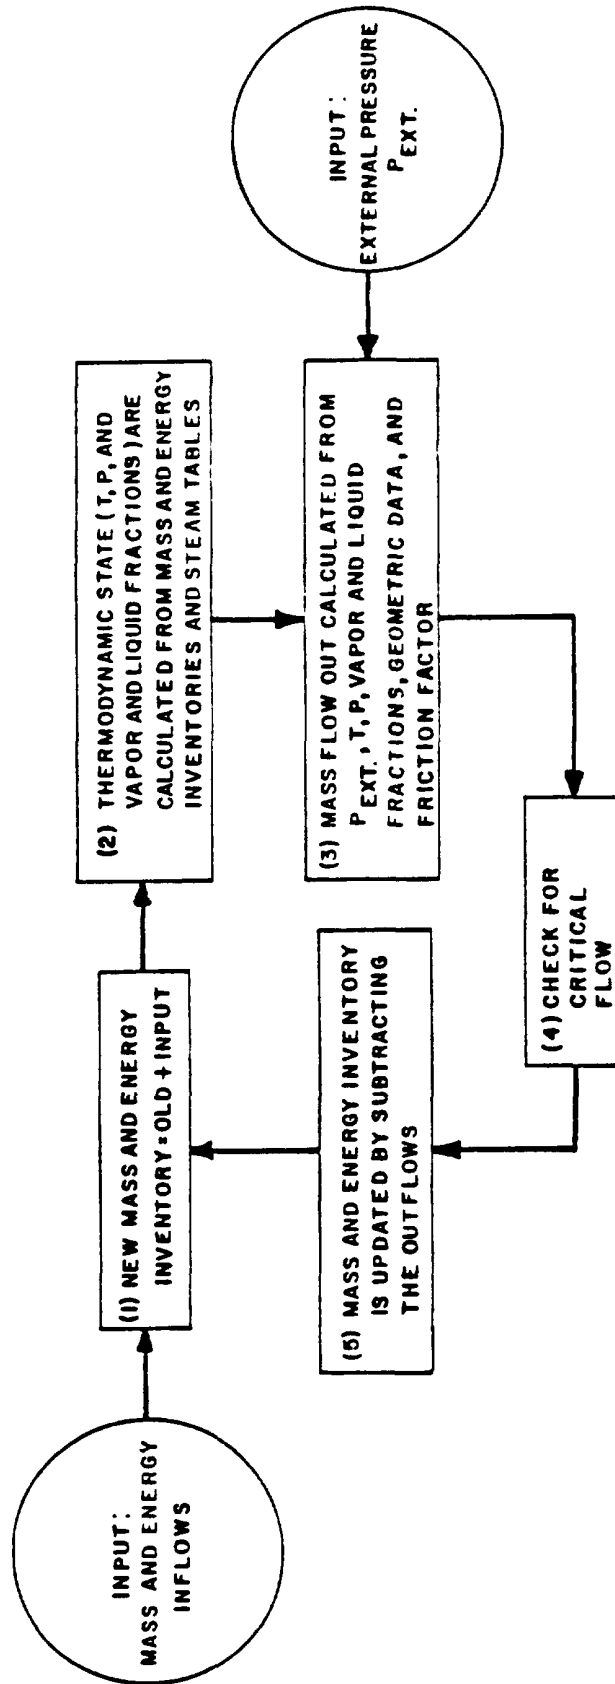 INPUT:
MASS AND ENERGY
INFLOWS
(1) NEW MASS AND ENERGY
INVENTORY=OLD+INPUT
(2) THERMODYNAMIC STATE (T, P, AND
VAPOR AND LIQUID FRACTIONS) ARE
CALCULATED FROM MASS AND ENERGY
INVENTORIES AND STEAM TABLES
(3) MASS FLOW OUT CALCULATED FROM
P EXT., T, P, VAPOR AND LIQUID
FRACTIONS, GEOMETRIC DATA, AND
FRICTION FACTOR
INPUT:
EXTERNAL PRESSURE
P EXT.
(4) CHECK FOR
CRITICAL
FLOW
(5) MASS AND ENERGY INVENTORY
IS UPDATED BY SUBTRACTING
THE OUTFLOWS